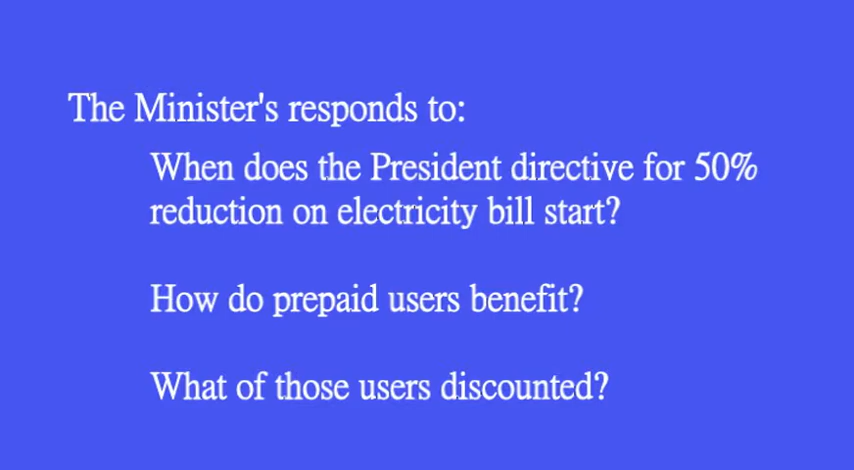 The Minister's responds to:
When does the President directive for 50%
reduction on electricity bill start?
How do prepaid users benefit?
What of those users discounted?